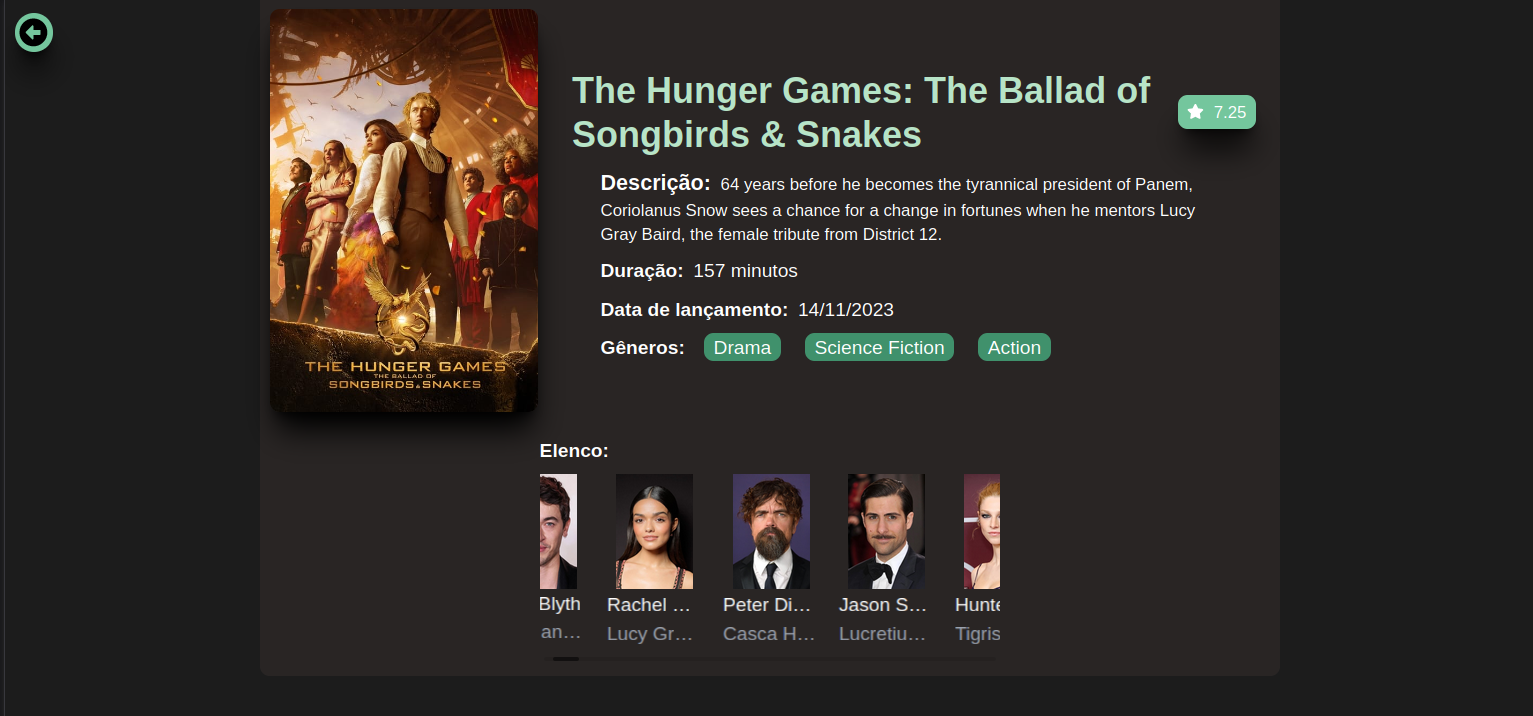 The Hunger Games: The Ballad of
Songbirds & Snakes
7.25
Descrição: 64 years before he becomes the tyrannical president of Panem,
Coriolanus Snow sees a chance for a change in fortunes when he mentors Lucy
Gray Baird, the female tribute from District 12.
Duração: 157 minutos
Data de lançamento: 14/11/2023
Gêneros: Drama Science Fiction Action
THE HUNGER GAMES
THE BALLAD OF
SONGBIRDS & SNAKES
Elenco:
Blyth Rachel … Peter Di… Jason S… Hunte
an… Lucy Gr… Casca H… Lucretiu… Tigris